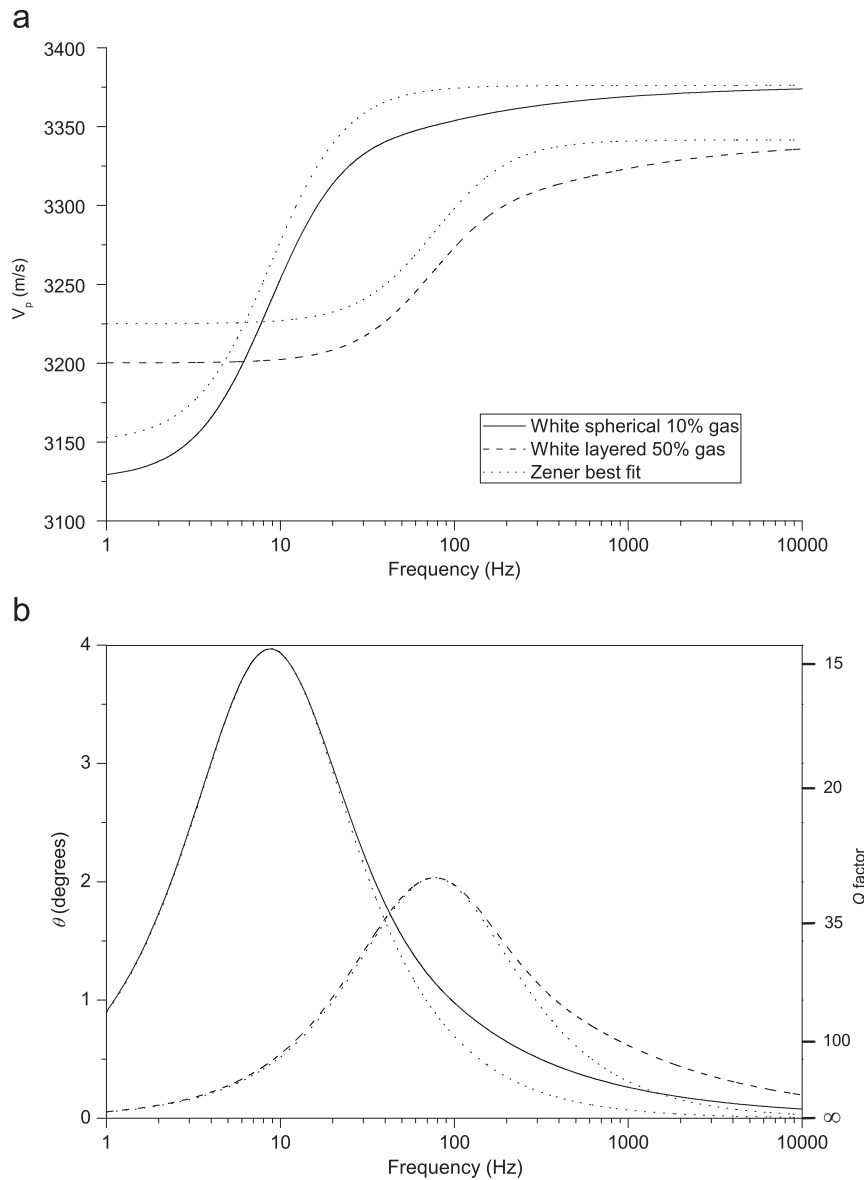 a
3400
3350
3300
3250
3200
3150
3100
Vp (m/s)
White spherical 10% gas
White layered 50% gas
Zener best fit
1
10
100
1000
10000
Frequency (Hz)
b
4
3
2
1
0
θ (degrees)
15
20
35
100
∞
Q factor
1
10
100
1000
10000
Frequency (Hz)